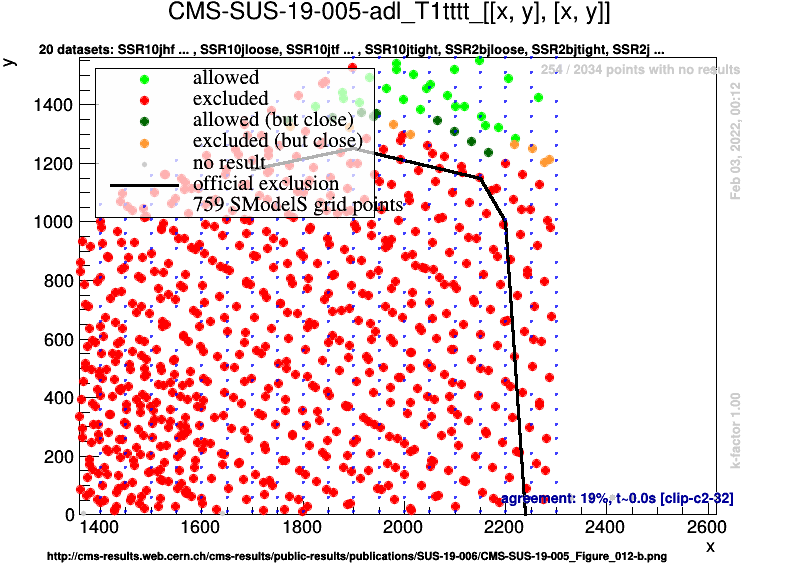 CMS-SUS-19-005-adl_T1tttt_[[x, y], [x, y]]
y
20 datasets: SSR10jhf ... , SSR10jloose, SSR10jtf ... , SSR10jtight, SSR2bjloose, SSR2bjtight, SSR2j ...
254 / 2034 points with no results
allowed
excluded
allowed (but close)
excluded (but close)
no result
official exclusion
759 SModelS grid points
1400
1200
1000
800
600
400
200
0
Feb 03, 2022, 00:12
k-factor 1.00
agreement: 19%, t~0.0s [clip-c2-32]
1400 1600 1800 2000 2200 2400 2600
x
http://cms-results.web.cern.ch/cms-results/public-results/publications/SUS-19-006/CMS-SUS-19-005_Figure_012-b.png